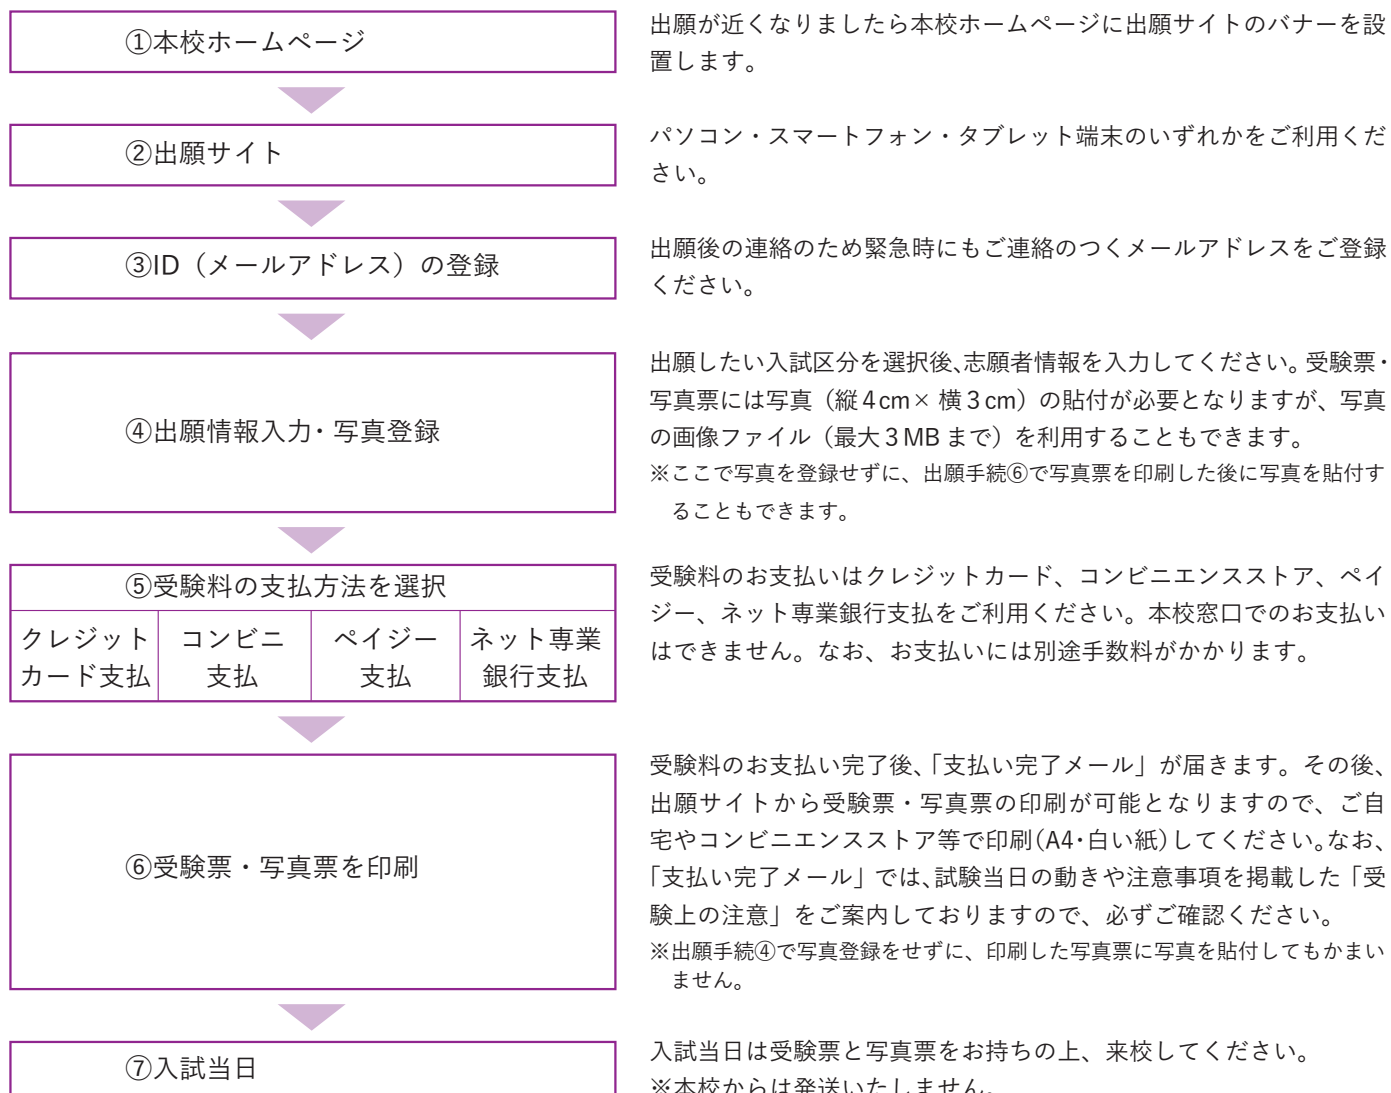 ①本校ホームページ
出願が近くなりましたら本校ホームページに出願サイトのバナーを設
置します。
②出願サイト
パソコン・スマートフォン・タブレット端末のいずれかをご利用くだ
さい。
③ID（メールアドレス）の登録
出願後の連絡のため緊急時にもご連絡のつくメールアドレスをご登録
ください。
④出願情報入力・写真登録
出願したい入試区分を選択後、志願者情報を入力してください。受験票・
写真票には写真（縦4cm×横3cm）の貼付が必要となりますが、写真
の画像ファイル（最大3MBまで）を利用することもできます。
※ここで写真を登録せずに、出願手続⑥で写真票を印刷した後に写真を貼付す
ることもできます。
⑤受験料の支払方法を選択
クレジット
カード支払
コンビニ
支払
ペイジー
支払
ネット専業
銀行支払
受験料のお支払いはクレジットカード、コンビニエンスストア、ペイ
ジー、ネット専業銀行支払をご利用ください。本校窓口でのお支払い
はできません。なお、お支払いには別途手数料がかかります。
⑥受験票・写真票を印刷
受験料のお支払い完了後、「支払い完了メール」が届きます。その後、
出願サイトから受験票・写真票の印刷が可能となりますので、ご自
宅やコンビニエンスストア等で印刷（A4・白い紙）してください。なお、
「支払い完了メール」では、試験当日の動きや注意事項を掲載した「受
験上の注意」をご案内しておりますので、必ずご確認ください。
※出願手続④で写真登録をせずに、印刷した写真票に写真を貼付してもかまい
ません。
⑦入試当日
入試当日は受験票と写真票をお持ちの上、来校してください。
※本校からは発送いたしません。